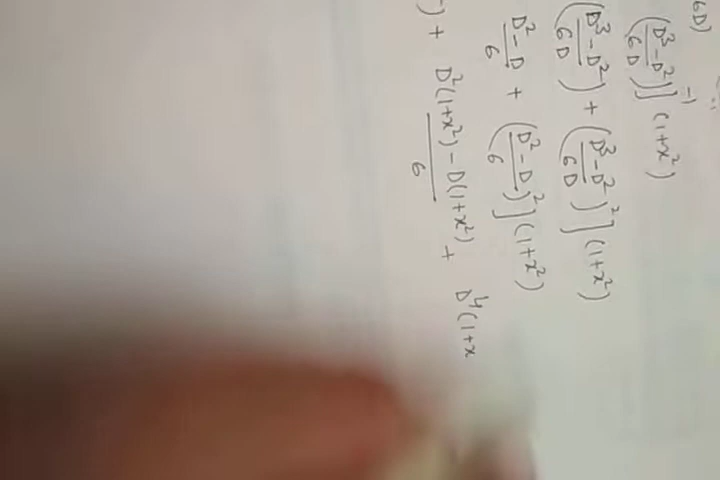 6D)
(D³-D²/6D)]⁻¹ (1+x²)
(D³-D²/6D) + (D³-D²/6D)²] (1+x²)
D²-D/6 + (D²-D/6)²] (1+x²)
) + D²(1+x²) - D(1+x²)/6 + D⁴(1+x